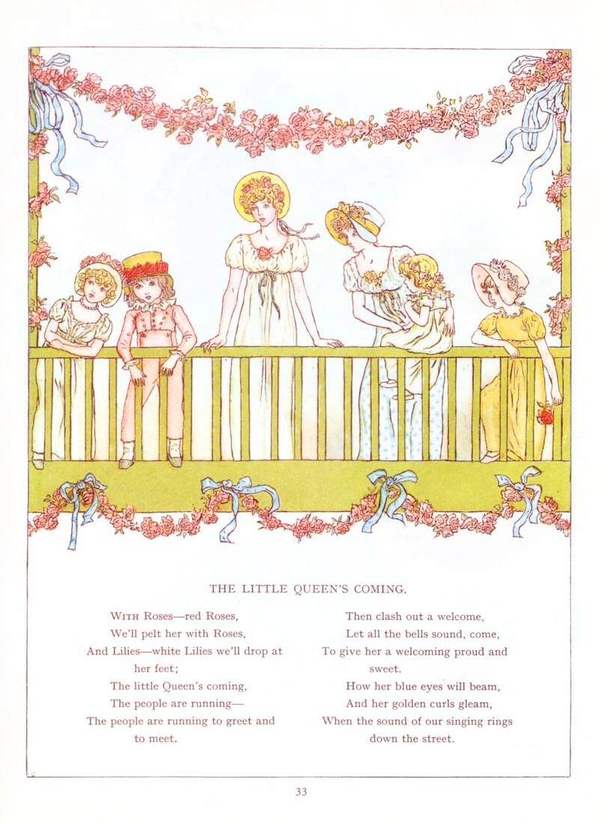 THE LITTLE QUEEN'S COMING.
WITH Roses—red Roses,
We'll pelt her with Roses,
And Lilies—white Lilies we'll drop at
her feet;
The little Queen's coming,
The people are running—
The people are running to greet and
to meet.
Then clash out a welcome,
Let all the bells sound, come,
To give her a welcoming proud and
sweet.
How her blue eyes will beam,
And her golden curls gleam,
When the sound of our singing rings
down the street.
33